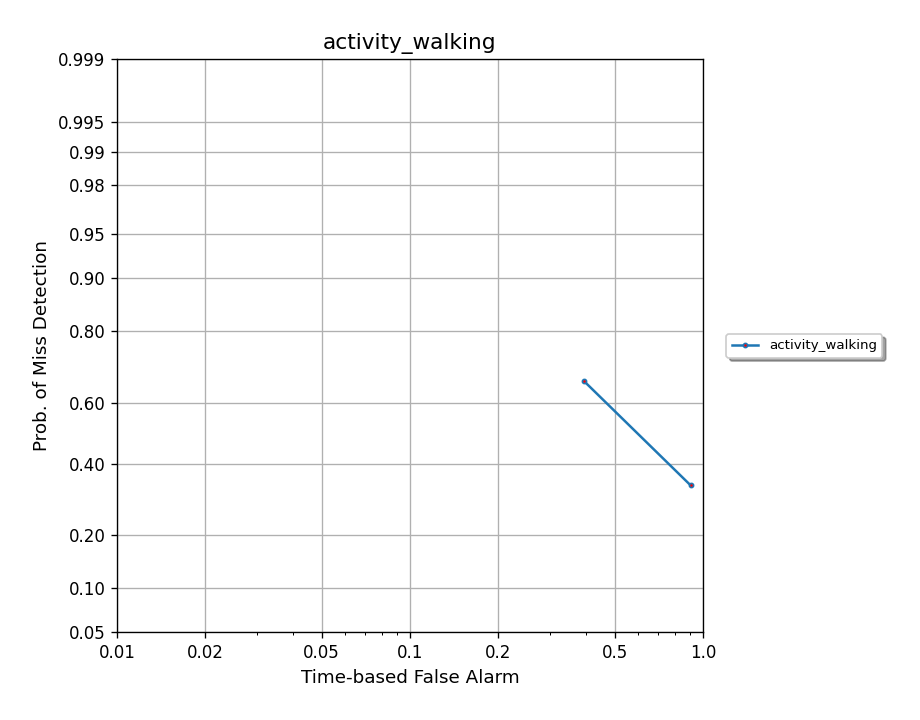 activity_walking
0.999
0.995
0.99
0.98
0.95
0.90
0.80
0.60
0.40
0.20
0.10
0.05
Prob. of Miss Detection
0.01 0.02 0.05 0.1 0.2 0.5 1.0
Time-based False Alarm
activity_walking